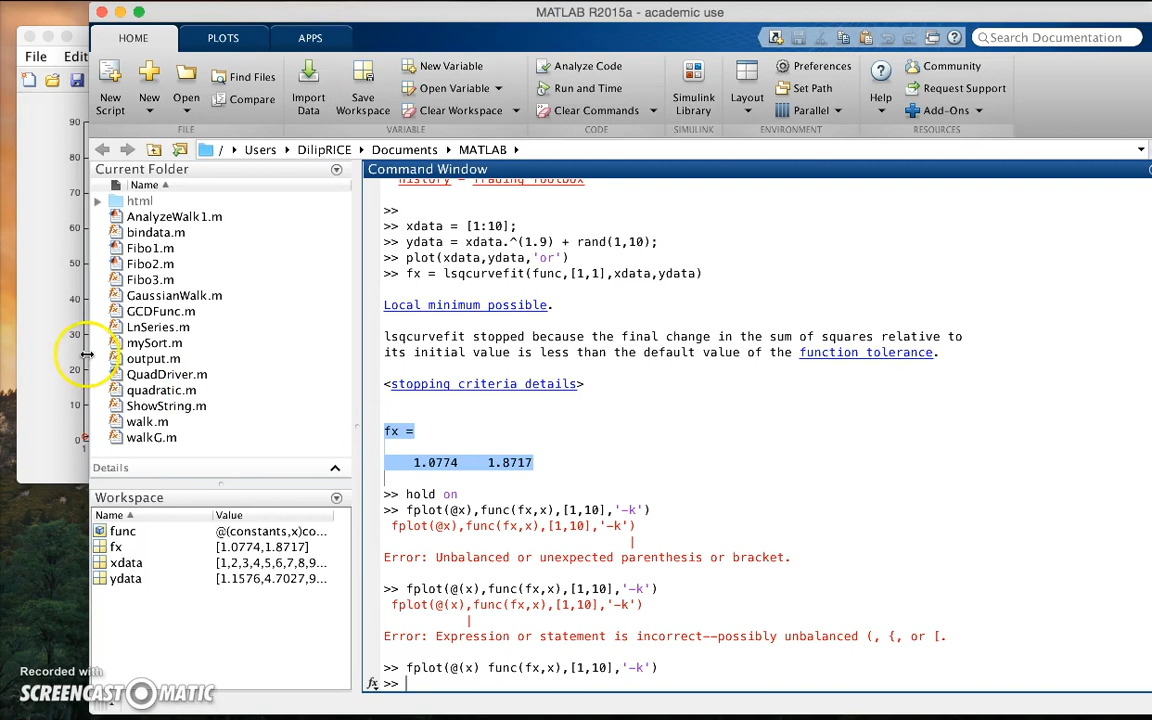 MATLAB R2015a - academic use
HOME PLOTS APPS
Search Documentation
File Edit
New Script
New
Open
Find Files
Compare
FILE
Import Data
Save Workspace
New Variable
Open Variable
Clear Workspace
VARIABLE
Analyze Code
Run and Time
Clear Commands
CODE
Simulink Library
SIMULINK
Layout
Preferences
Set Path
Parallel
ENVIRONMENT
Help
Community
Request Support
Add-Ons
RESOURCES
/ Users DilipRICE Documents MATLAB
90
80
70
60
50
40
30
20
10
0
1
Current Folder
Name
html
AnalyzeWalk1.m
bindata.m
Fibo1.m
Fibo2.m
Fibo3.m
GaussianWalk.m
GCDFunc.m
LnSeries.m
mySort.m
output.m
QuadDriver.m
quadratic.m
ShowString.m
walk.m
walkG.m
Details
Workspace
Name Value
func @(constants,x)co...
fx [1.0774,1.8717]
xdata [1,2,3,4,5,6,7,8,9...
ydata [1.1576,4.7027,9...
Command Window
history - Trading Toolbox
>>
>> xdata = [1:10];
>> ydata = xdata.^(1.9) + rand(1,10);
>> plot(xdata,ydata,'or')
>> fx = lsqcurvefit(func,[1,1],xdata,ydata)
Local minimum possible.
lsqcurvefit stopped because the final change in the sum of squares relative to
its initial value is less than the default value of the function tolerance.
<stopping criteria details>
fx =
1.0774 1.8717
>> hold on
>> fplot(@x),func(fx,x),[1,10],'-k')
fplot(@x),func(fx,x),[1,10],'-k')
|
Error: Unbalanced or unexpected parenthesis or bracket.
>> fplot(@(x),func(fx,x),[1,10],'-k')
fplot(@(x),func(fx,x),[1,10],'-k')
|
Error: Expression or statement is incorrect--possibly unbalanced (, {, or [.
>> fplot(@(x) func(fx,x),[1,10],'-k')
fx >>
Recorded with
SCREENCAST-O-MATIC